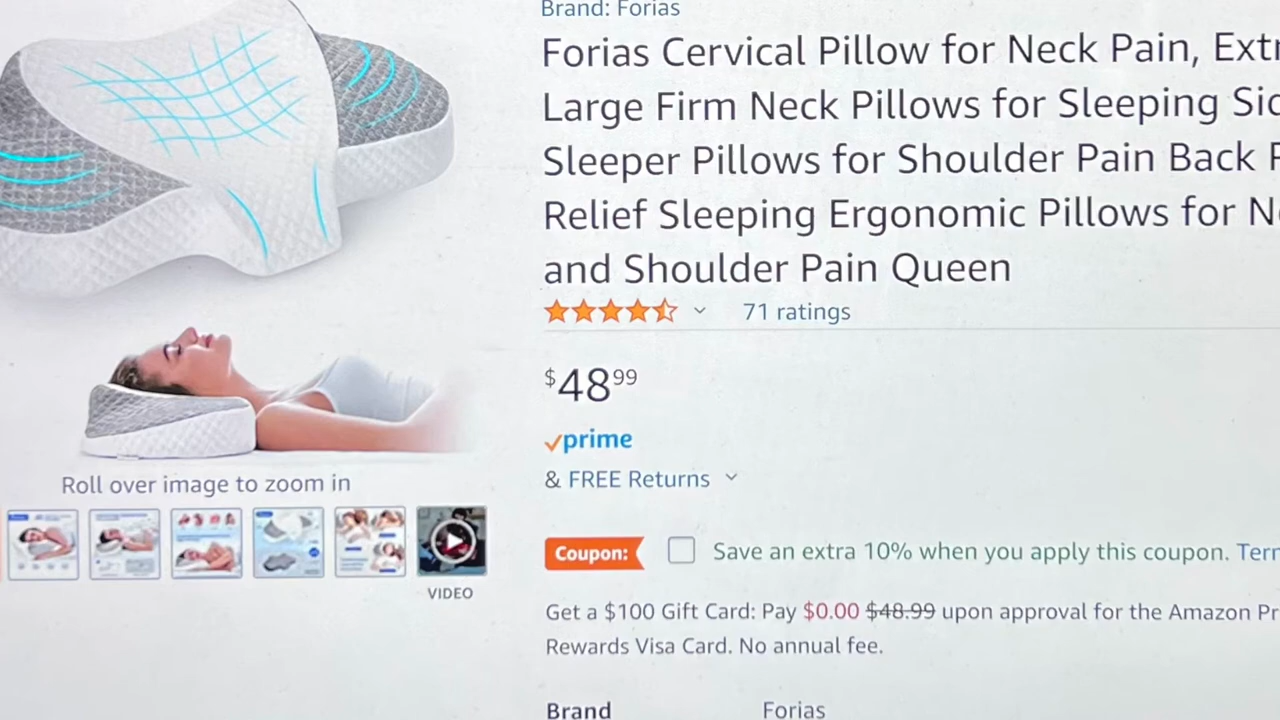 Brand: Forias
Forias Cervical Pillow for Neck Pain, Extr
Large Firm Neck Pillows for Sleeping Sid
Sleeper Pillows for Shoulder Pain Back P
Relief Sleeping Ergonomic Pillows for Ne
and Shoulder Pain Queen
71 ratings
$48.99
prime
& FREE Returns
Roll over image to zoom in
VIDEO
Coupon: Save an extra 10% when you apply this coupon. Term
Get a $100 Gift Card: Pay $0.00 $48.99 upon approval for the Amazon Pr
Rewards Visa Card. No annual fee.
Brand Forias